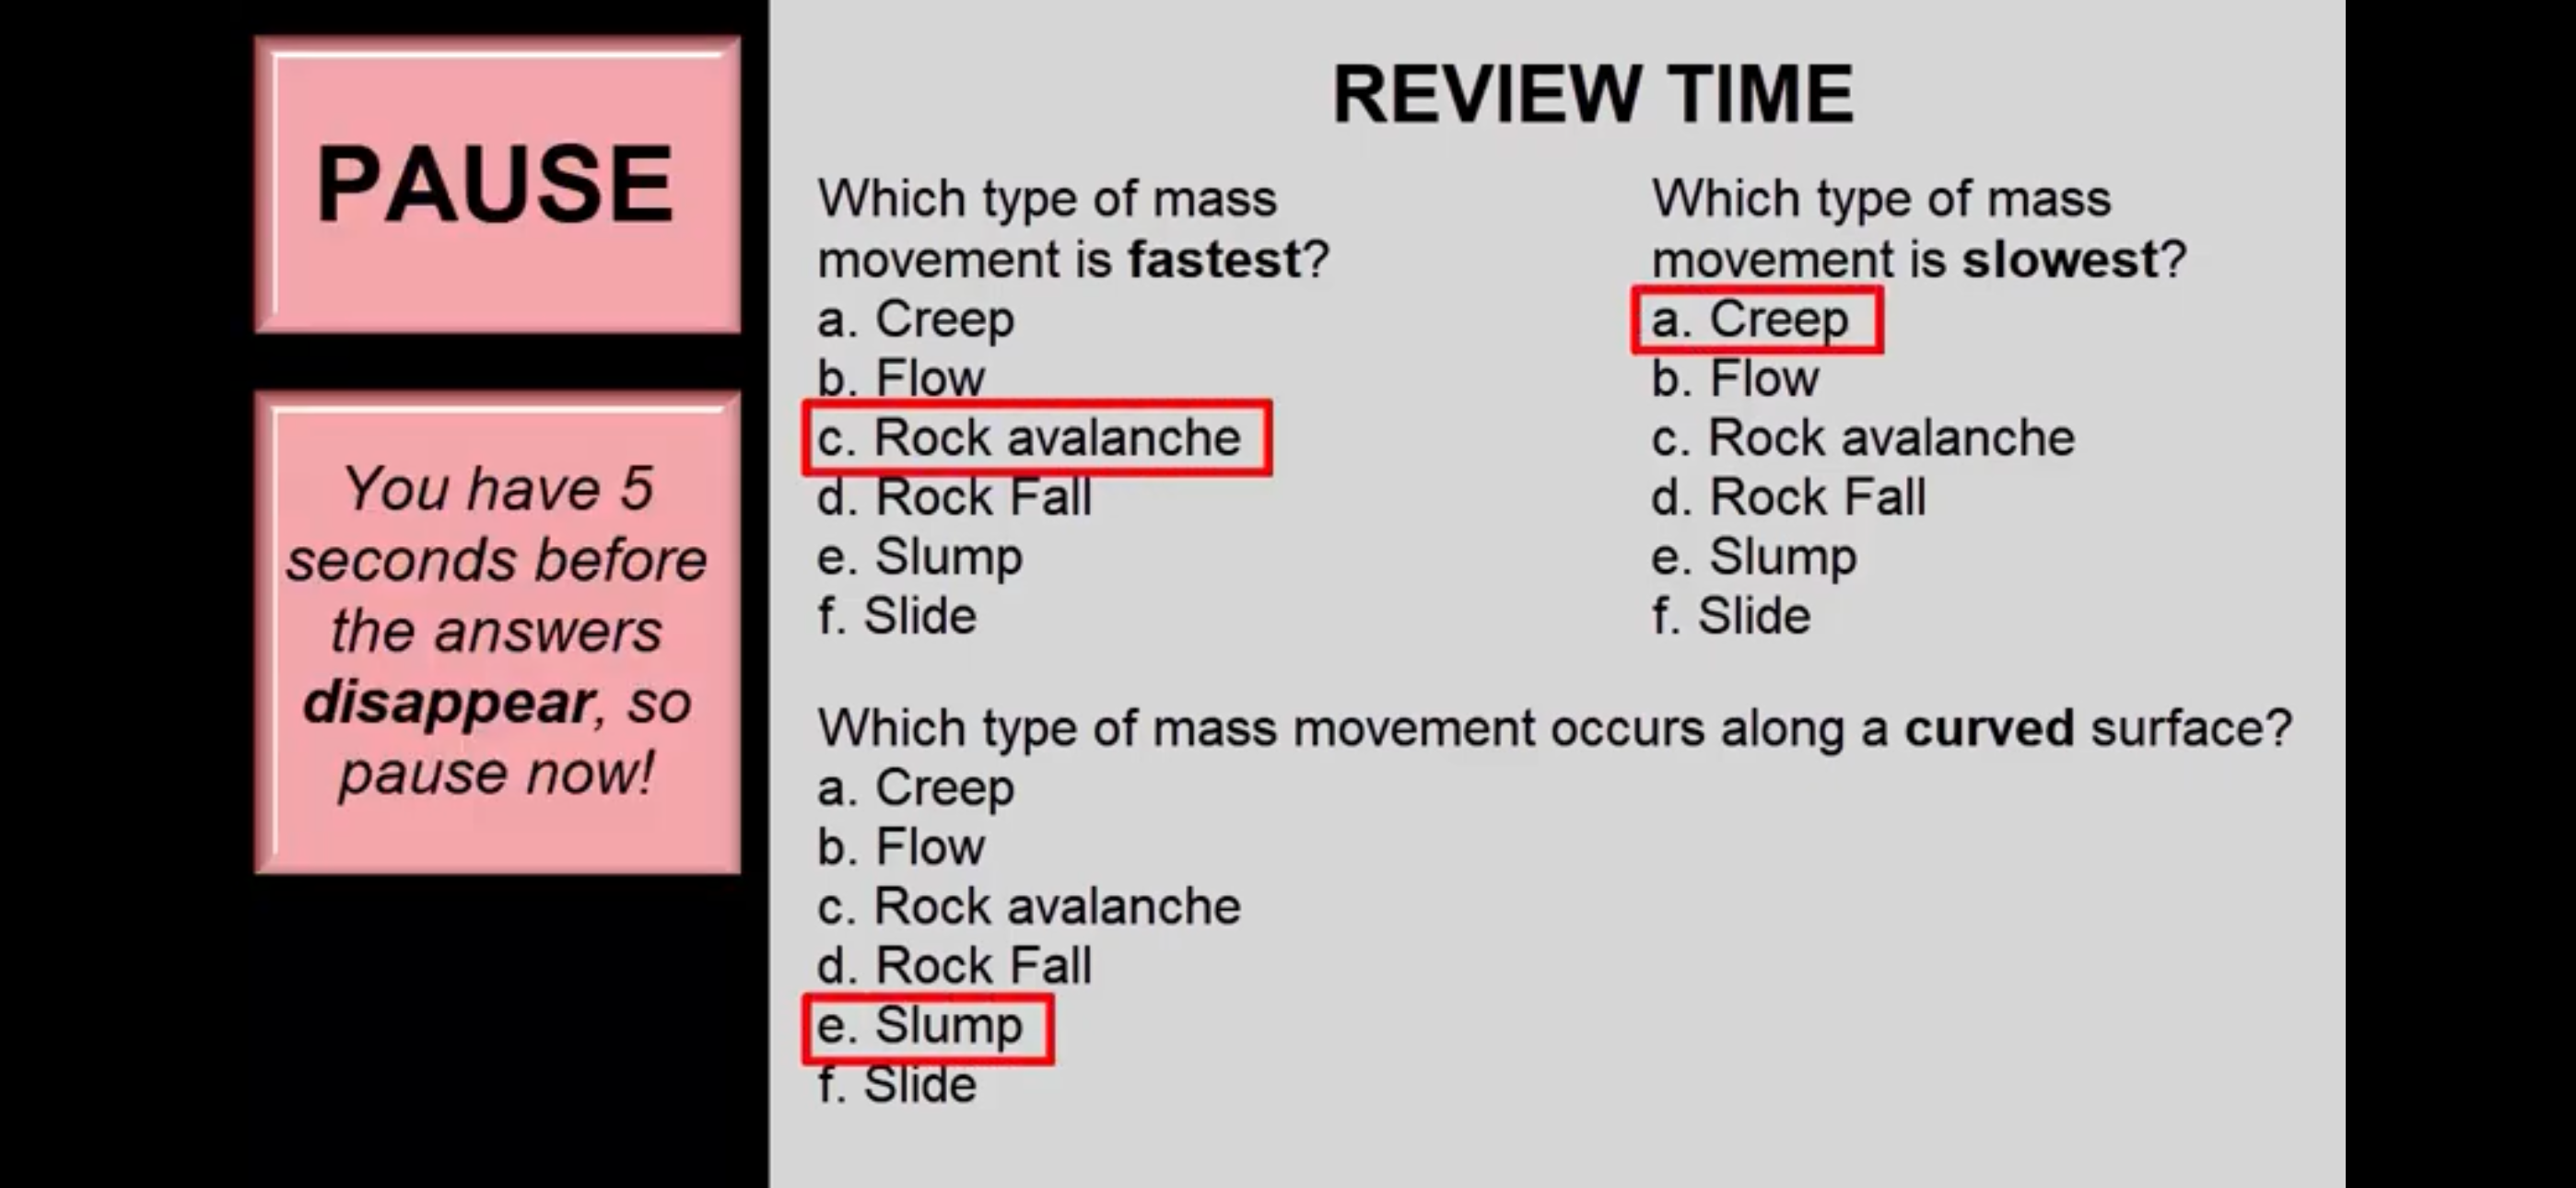 PAUSE
You have 5
seconds before
the answers
disappear, so
pause now!
REVIEW TIME
Which type of mass
movement is fastest?
a. Creep
b. Flow
c. Rock avalanche
d. Rock Fall
e. Slump
f. Slide
Which type of mass
movement is slowest?
a. Creep
b. Flow
c. Rock avalanche
d. Rock Fall
e. Slump
f. Slide
Which type of mass movement occurs along a curved surface?
a. Creep
b. Flow
c. Rock avalanche
d. Rock Fall
e. Slump
f. Slide